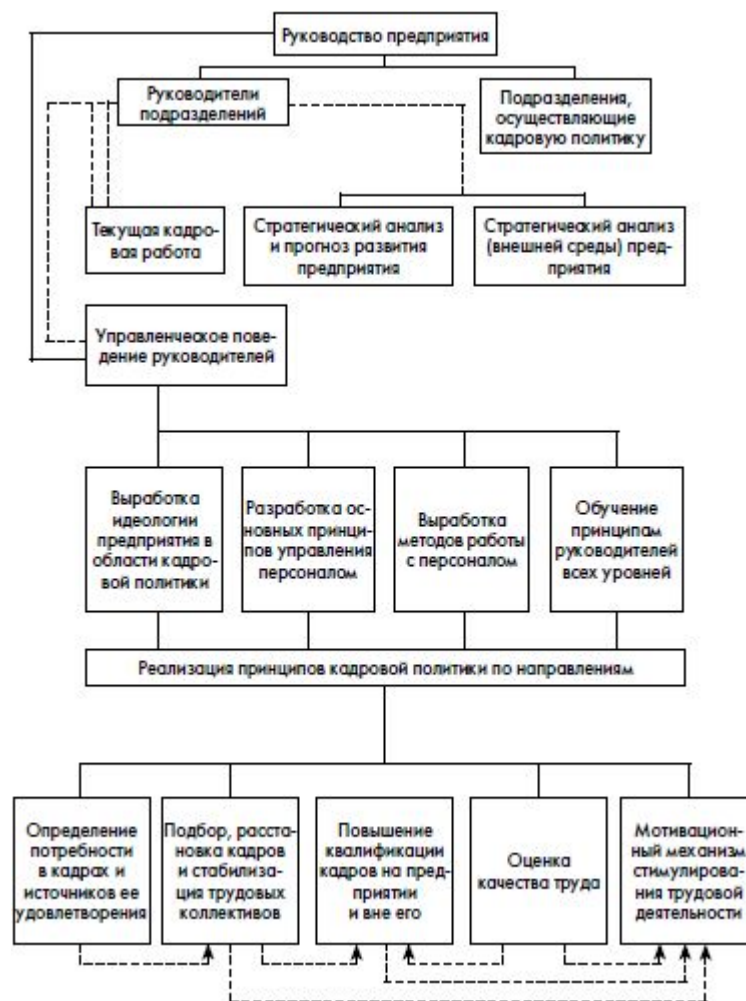 Руководство предприятия
Руководители
подразделений
Подразделения,
осуществляющие
кадровую политику
Текущая кадро-
вая работа
Стратегический анализ
и прогноз развития
предприятия
Стратегический анализ
(внешней среды) пред-
приятия
Управленческое пове-
дение руководителей
Выработка
идеологии
предприятия в
области кадро-
вой политики
Разработка ос-
новных принци-
пов управления
персоналом
Выработка
методов работы
с персоналом
Обучение
принципам
руководителей
всех уровней
Реализация принципов кадровой политики по направлениям
Определение
потребности
в кадрах и
источников ее
удовлетворения
Подбор, расста-
новка кадров
и стабилиза-
ция трудовых
коллективов
Повышение
квалификации
кадров на пред-
приятии
и вне его
Оценка
качества труда
Мотивацион-
ный механизм
стимулирова-
ния трудовой
деятельности